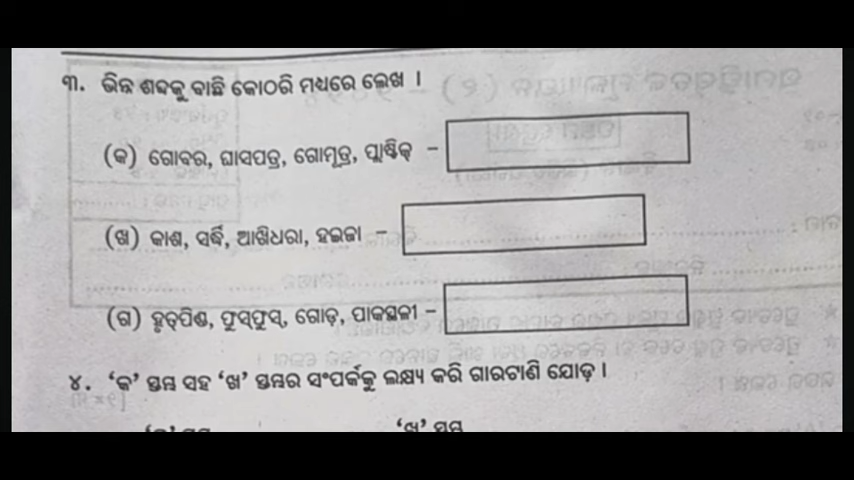 ୩. ଭିନ୍ନ ଶବ୍ଦକୁ ବାଛି କୋଠରି ମଧ୍ୟରେ ଲେଖ ।
(କ) ଗୋବର, ଘାସପତ୍ର, ଗୋମୂତ୍ର, ପ୍ଲାଷ୍ଟିକ୍ –
(ଖ) କାଶ, ସର୍ଦ୍ଦି, ଆଖିଧରା, ହଇଜା –
(ଗ) ହୃତ୍‌ପିଣ୍ଡ, ଫୁସ୍‌ଫୁସ୍, ଗୋଡ଼, ପାକସ୍ଥଳୀ –
୪. ‘କ’ ସ୍ତମ୍ଭ ସହ ‘ଖ’ ସ୍ତମ୍ଭର ସଂପର୍କକୁ ଲକ୍ଷ୍ୟ କରି ଗାରଟାଣି ଯୋଡ଼ ।